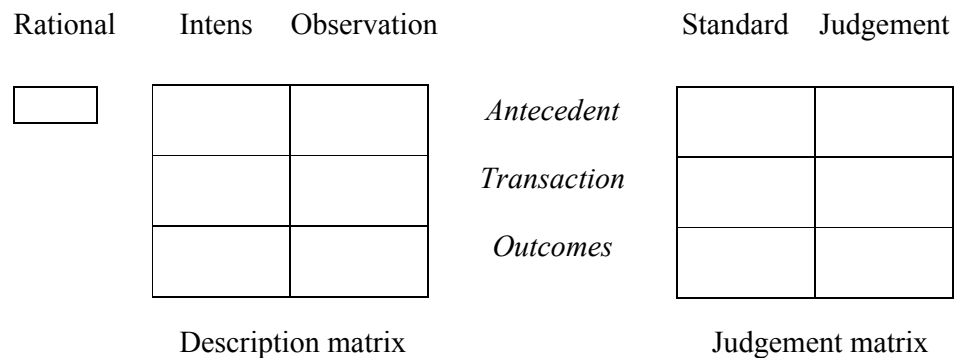 Rational Intens Observation Standard Judgement
Antecedent
Transaction
Outcomes
Description matrix Judgement matrix